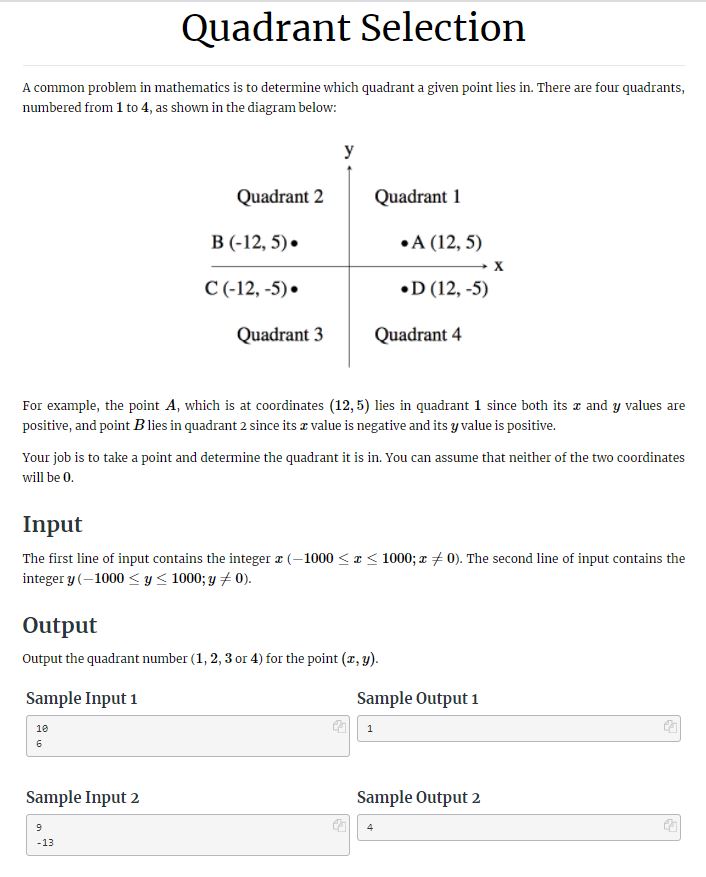 Quadrant Selection
A common problem in mathematics is to determine which quadrant a given point lies in. There are four quadrants,
numbered from 1 to 4, as shown in the diagram below:
y
Quadrant 2 Quadrant 1
B (-12, 5) A (12, 5)
x
C (-12, -5) D (12, -5)
Quadrant 3 Quadrant 4
For example, the point A, which is at coordinates (12, 5) lies in quadrant 1 since both its x and y values are
positive, and point B lies in quadrant 2 since its x value is negative and its y value is positive.
Your job is to take a point and determine the quadrant it is in. You can assume that neither of the two coordinates
will be 0.
Input
The first line of input contains the integer x (−1000 ≤ x ≤ 1000; x ≠ 0). The second line of input contains the
integer y (−1000 ≤ y ≤ 1000; y ≠ 0).
Output
Output the quadrant number (1, 2, 3 or 4) for the point (x, y).
Sample Input 1 Sample Output 1
10 1
6
Sample Input 2 Sample Output 2
9 4
-13